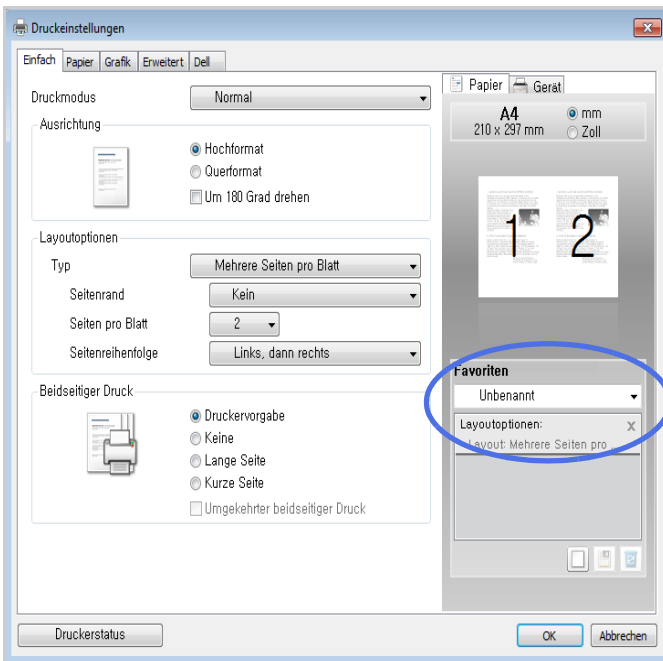 Druckeinstellungen
Einfach Papier Grafik Erweitert Dell
Druckmodus Normal
Ausrichtung
Hochformat
Querformat
Um 180 Grad drehen
Layoutoptionen
Typ Mehrere Seiten pro Blatt
Seitenrand Kein
Seiten pro Blatt 2
Seitenreihenfolge Links, dann rechts
Beidseitiger Druck
Druckervorgabe
Keine
Lange Seite
Kurze Seite
Umgekehrter beidseitiger Druck
Papier Gerät
A4 mm
210 x 297 mm Zoll
1 2
Favoriten
Unbenannt
Layoutoptionen: x
Layout: Mehrere Seiten pro ...
Druckerstatus OK Abbrechen